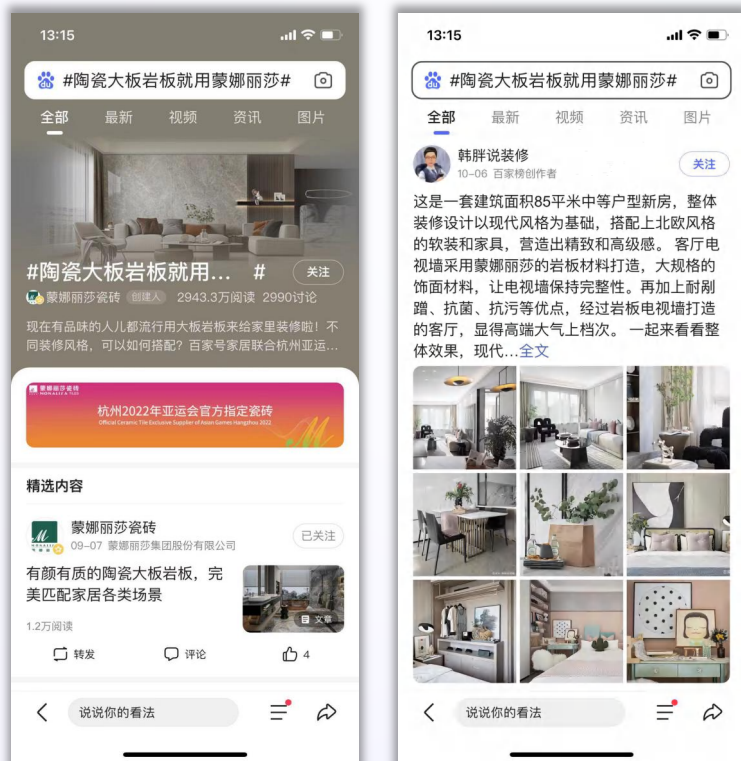 13:15
#陶瓷大板岩板就用蒙娜丽莎#
全部 最新 视频 资讯 图片
#陶瓷大板岩板就用... #
关注
蒙娜丽莎瓷砖 创建人 2943.3万阅读 2990讨论
现在有品味的人儿都流行用大板岩板来给家里装修啦！不
同装修风格，可以如何搭配？百家号家居联合杭州亚运...
蒙娜丽莎瓷砖
MONALISA TILE
杭州2022年亚运会官方指定瓷砖
Official Ceramic Tile Exclusive Supplier of Asian Games Hangzhou 2022
精选内容
蒙娜丽莎瓷砖
09-07 蒙娜丽莎集团股份有限公司
已关注
有颜有质的陶瓷大板岩板，完
美匹配家居各类场景
文章
1.2万阅读
转发 评论 4
说说你的看法
13:15
#陶瓷大板岩板就用蒙娜丽莎#
全部 最新 视频 资讯 图片
韩胖说装修
10-06 百家榜创作者
关注
这是一套建筑面积85平米中等户型新房，整体
装修设计以现代风格为基础，搭配上北欧风格
的软装和家具，营造出精致和高级感。 客厅电
视墙采用蒙娜丽莎的岩板材料打造，大规格的
饰面材料，让电视墙保持完整性。再加上耐剐
蹭、抗菌、抗污等优点，经过岩板电视墙打造
的客厅，显得高端大气上档次。 一起来看看整
体效果，现代...全文
说说你的看法